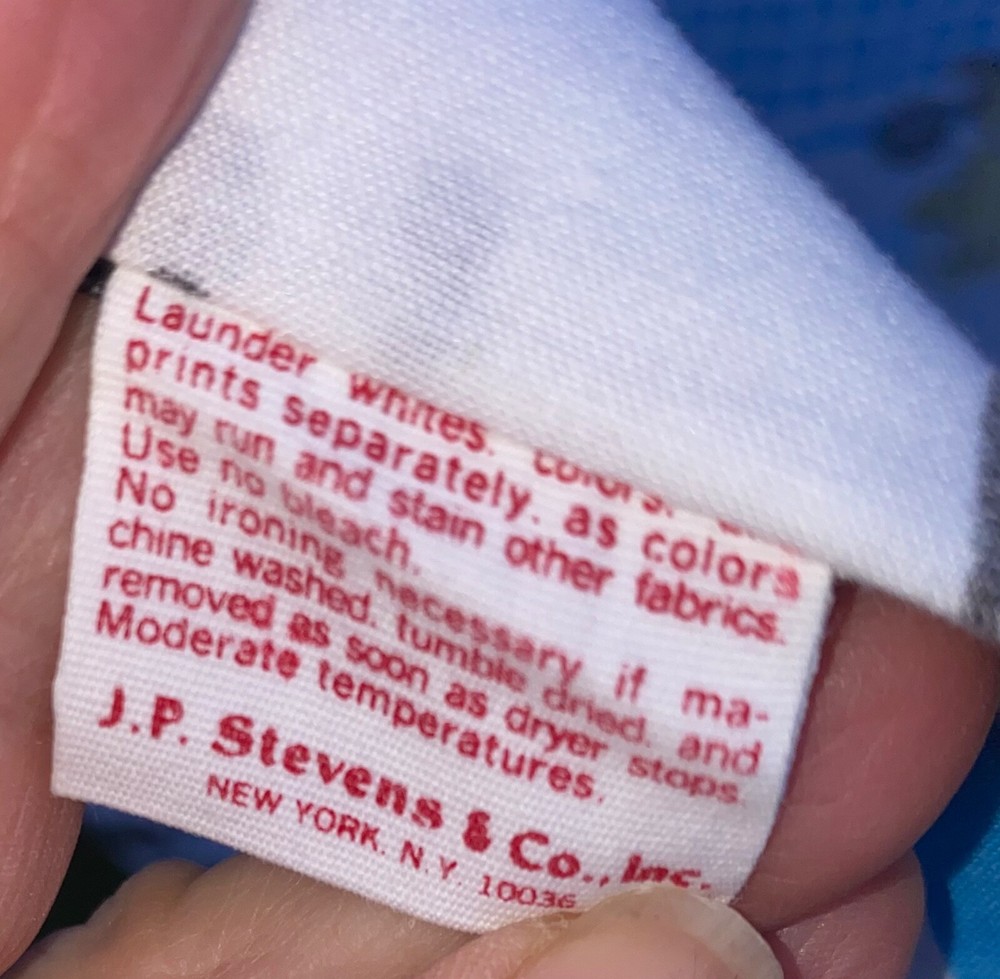 Launder whites. colors.
prints separately. as colors
may run and stain other fabrics.
Use no bleach.
No ironing necessary if ma-
chine washed. tumble dried. and
removed as soon as dryer stops.
Moderate temperatures.
J.P. Stevens & Co., Inc.
NEW YORK. N.Y. 10036